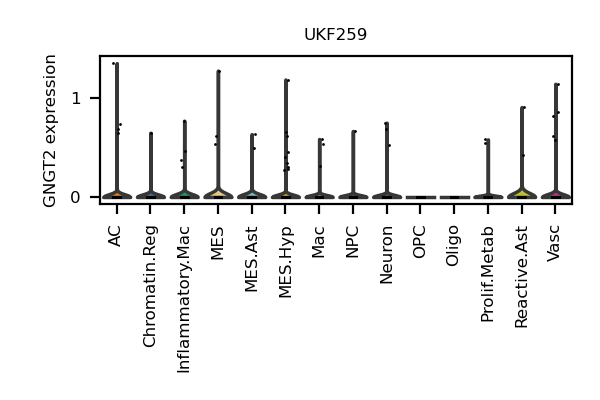 UKF259
GNGT2 expression
1
0
AC
Chromatin.Reg
Inflammatory.Mac
MES
MES.Ast
MES.Hyp
Mac
NPC
Neuron
OPC
Oligo
Prolif.Metab
Reactive.Ast
Vasc